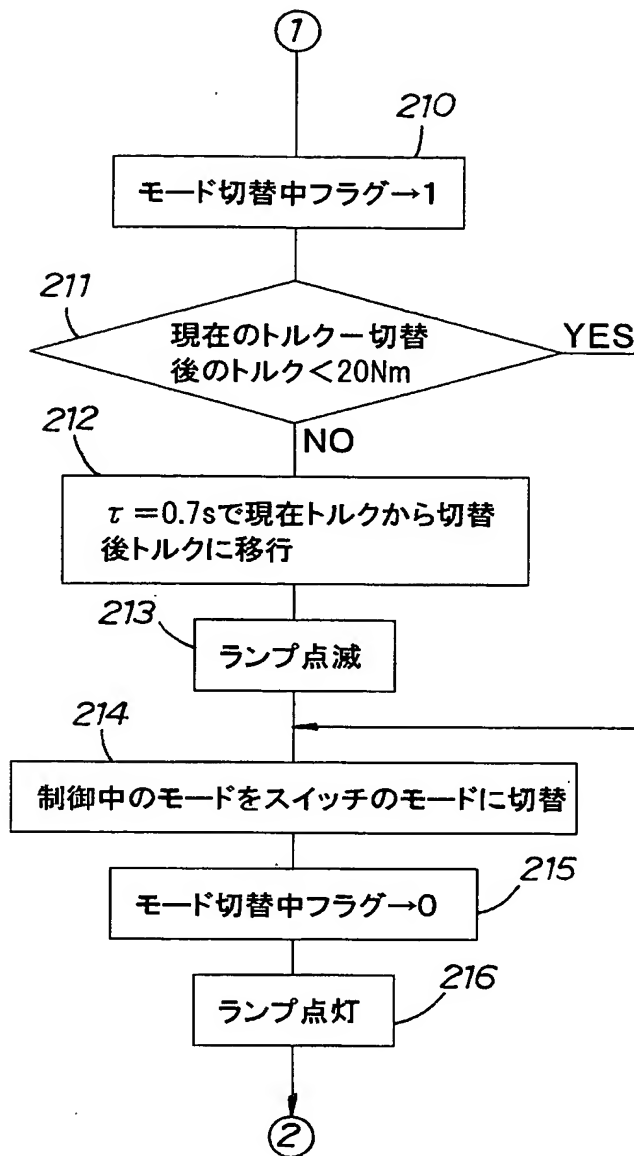 1
210
モード切替中フラグ→1
211
現在のトルクー切替
後のトルク<20Nm
YES
NO
212
τ=0.7sで現在トルクから切替
後トルクに移行
213
ランプ点滅
214
制御中のモードをスイッチのモードに切替
モード切替中フラグ→0
215
ランプ点灯
216
2